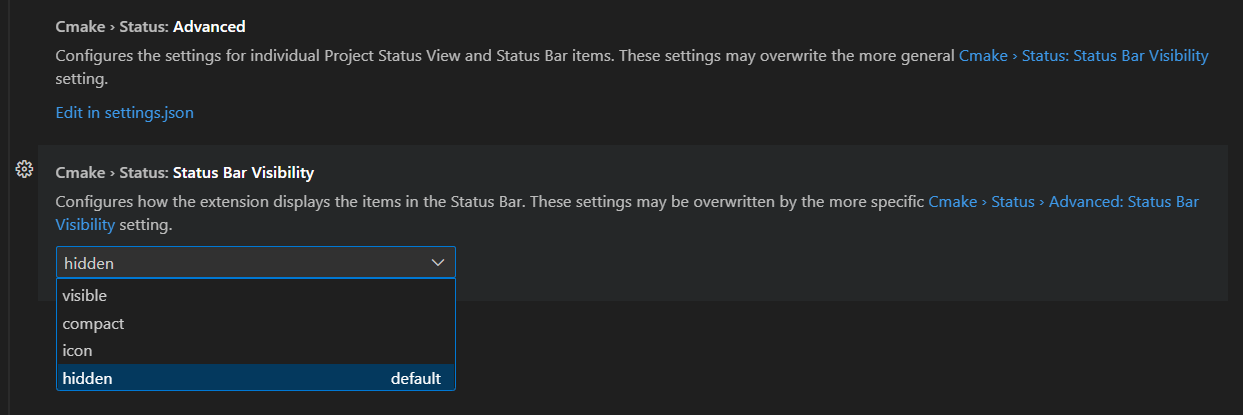 Cmake › Status: Advanced
Configures the settings for individual Project Status View and Status Bar items. These settings may overwrite the more general Cmake › Status: Status Bar Visibility
setting.
Edit in settings.json
Cmake › Status: Status Bar Visibility
Configures how the extension displays the items in the Status Bar. These settings may be overwritten by the more specific Cmake › Status › Advanced: Status Bar
Visibility setting.
hidden
visible
compact
icon
hidden default